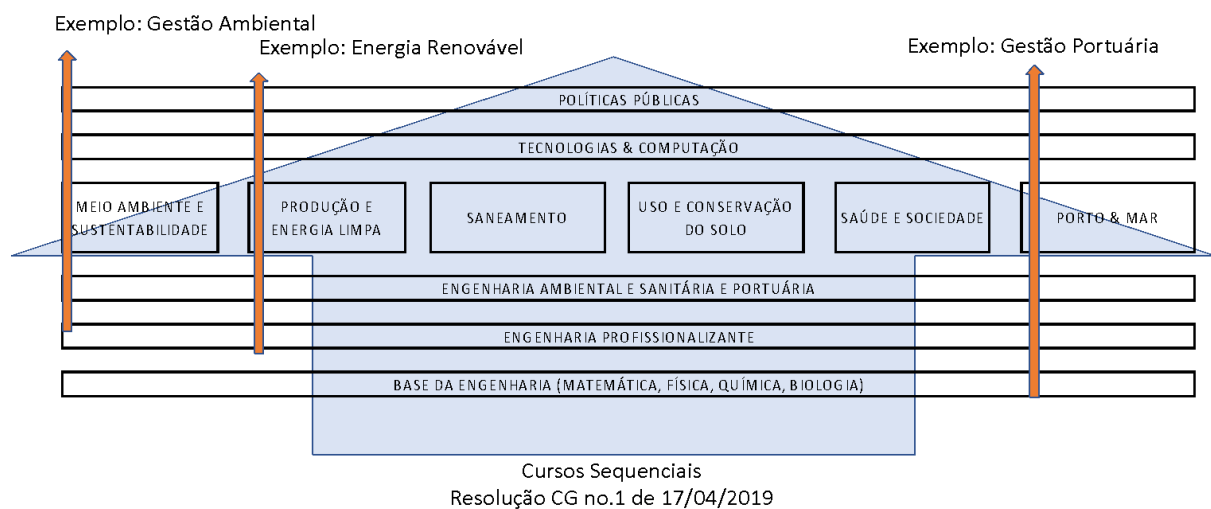 Exemplo: Gestão Ambiental
Exemplo: Energia Renovável
Exemplo: Gestão Portuária
POLÍTICAS PÚBLICAS
TECNOLOGIAS & COMPUTAÇÃO
MEIO AMBIENTE E
SUSTENTABILIDADE
PRODUÇÃO E
ENERGIA LIMPA
SANEAMENTO
USO E CONSERVAÇÃO
DO SOLO
SAÚDE E SOCIEDADE
PORTO & MAR
ENGENHARIA AMBIENTAL E SANITÁRIA E PORTUÁRIA
ENGENHARIA PROFISSIONALIZANTE
BASE DA ENGENHARIA (MATEMÁTICA, FÍSICA, QUÍMICA, BIOLOGIA)
Cursos Sequenciais
Resolução CG no.1 de 17/04/2019